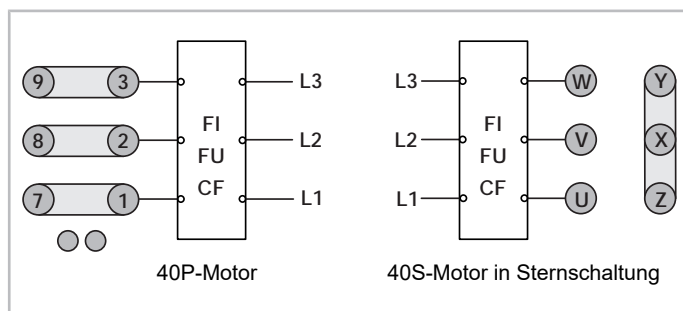 9 3 L3 L3 W Y
FI FI
8 2 FU L2 L2 FU V X
CF CF
7 1 L1 L1 U Z
40P-Motor 40S-Motor in Sternschaltung